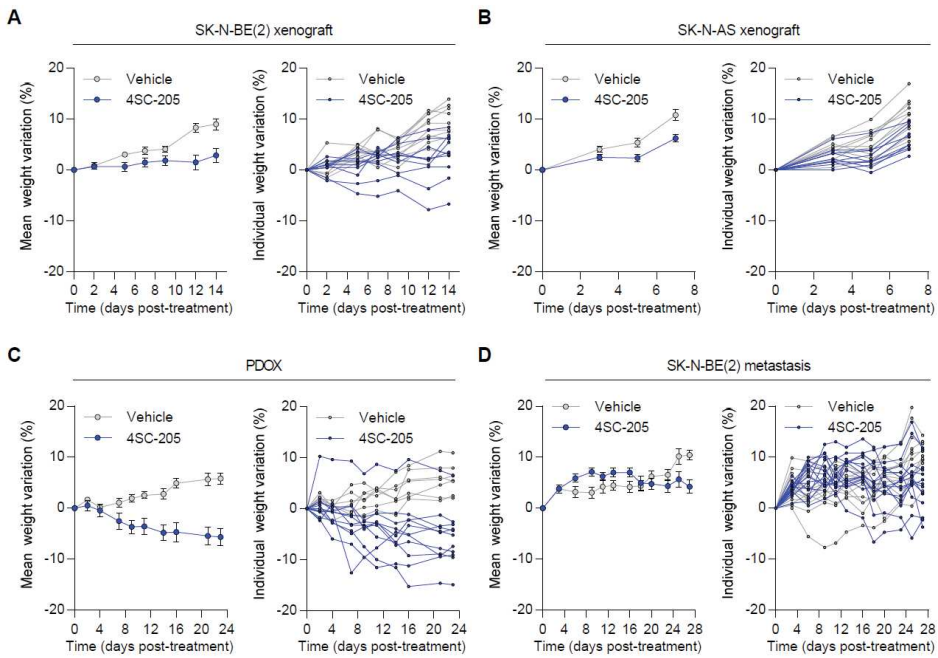 A
SK-N-BE(2) xenograft
Mean weight variation (%)
20
10
0
-10
-20
Vehicle
4SC-205
0 2 4 6 8 10 12 14
Time (days post-treatment)
Individual weight variation (%)
20
10
0
-10
-20
Vehicle
4SC-205
0 2 4 6 8 10 12 14
Time (days post-treatment)
B
SK-N-AS xenograft
Mean weight variation (%)
20
10
0
-10
-20
Vehicle
4SC-205
0 2 4 6 8
Time (days post-treatment)
Individual weight variation (%)
20
10
0
-10
-20
Vehicle
4SC-205
0 2 4 6 8
Time (days post-treatment)
C
PDOX
Mean weight variation (%)
20
10
0
-10
-20
Vehicle
4SC-205
0 4 8 12 16 20 24
Time (days post-treatment)
Individual weight variation (%)
20
10
0
-10
-20
Vehicle
4SC-205
0 4 8 12 16 20 24
Time (days post-treatment)
D
SK-N-BE(2) metastasis
Mean weight variation (%)
20
10
0
-10
-20
Vehicle
4SC-205
0 4 8 12 16 20 24 28
Time (days post-treatment)
Individual weight variation (%)
20
10
0
-10
-20
Vehicle
4SC-205
0 4 8 12 16 20 24 28
Time (days post-treatment)